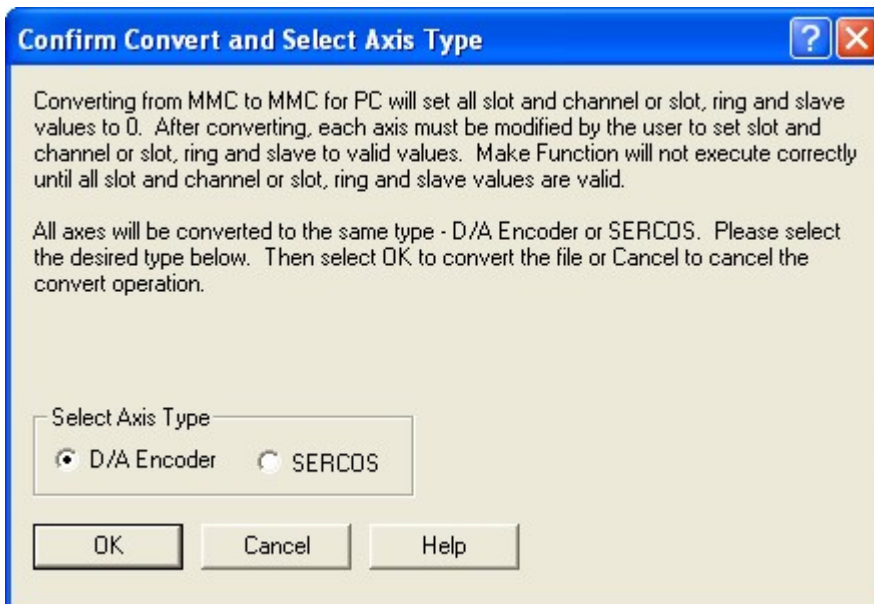 Confirm Convert and Select Axis Type
Converting from MMC to MMC for PC will set all slot and channel or slot, ring and slave
values to 0.  After converting, each axis must be modified by the user to set slot and
channel or slot, ring and slave to valid values.  Make Function will not execute correctly
until all slot and channel or slot, ring and slave values are valid.
All axes will be converted to the same type - D/A Encoder or SERCOS.  Please select
the desired type below.  Then select OK to convert the file or Cancel to cancel the
convert operation.
Select Axis Type
D/A Encoder SERCOS
OK Cancel Help